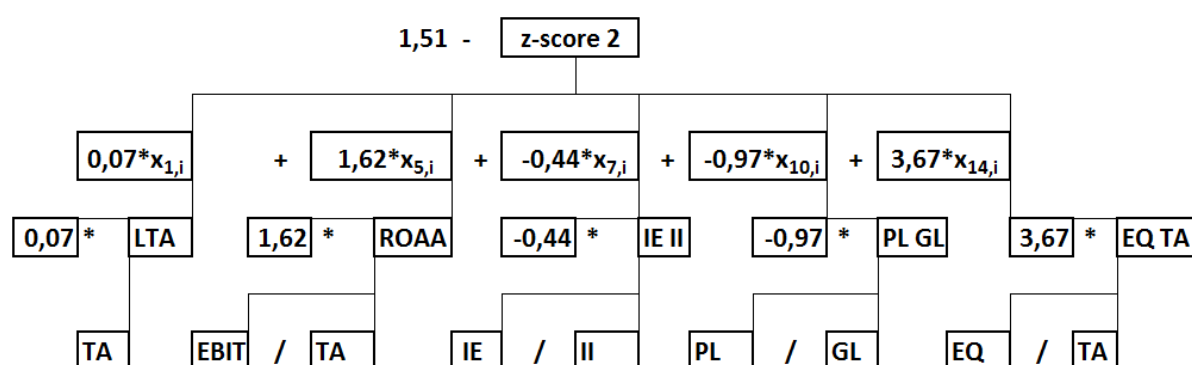 1,51 - z-score 2
0,07*x1,i + 1,62*x5,i + -0,44*x7,i + -0,97*x10,i + 3,67*x14,i
0,07 * LTA 1,62 * ROAA -0,44 * IE II -0,97 * PL GL 3,67 * EQ TA
TA EBIT / TA IE / II PL / GL EQ / TA